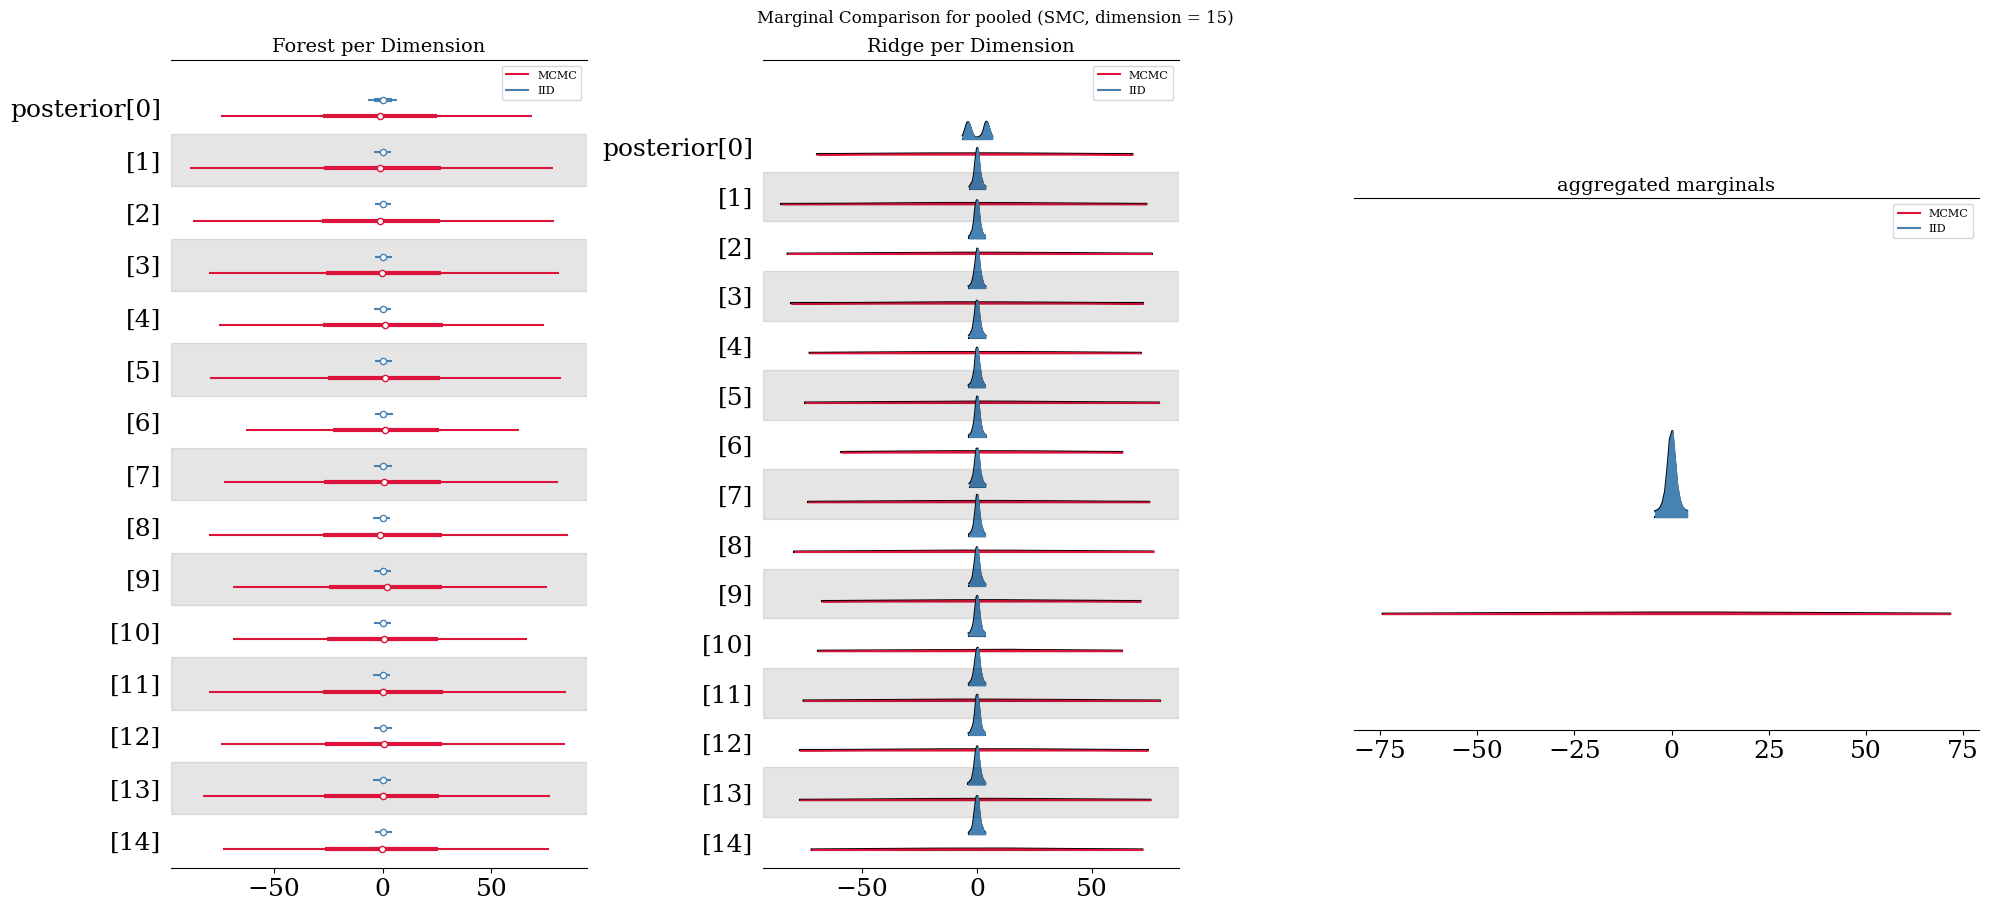 Marginal Comparison for pooled (SMC, dimension = 15)
Forest per Dimension
MCMC
IID
posterior[0]
[1]
[2]
[3]
[4]
[5]
[6]
[7]
[8]
[9]
[10]
[11]
[12]
[13]
[14]
−50 0 50
Ridge per Dimension
MCMC
IID
posterior[0]
[1]
[2]
[3]
[4]
[5]
[6]
[7]
[8]
[9]
[10]
[11]
[12]
[13]
[14]
−50 0 50
aggregated marginals
MCMC
IID
−75 −50 −25 0 25 50 75